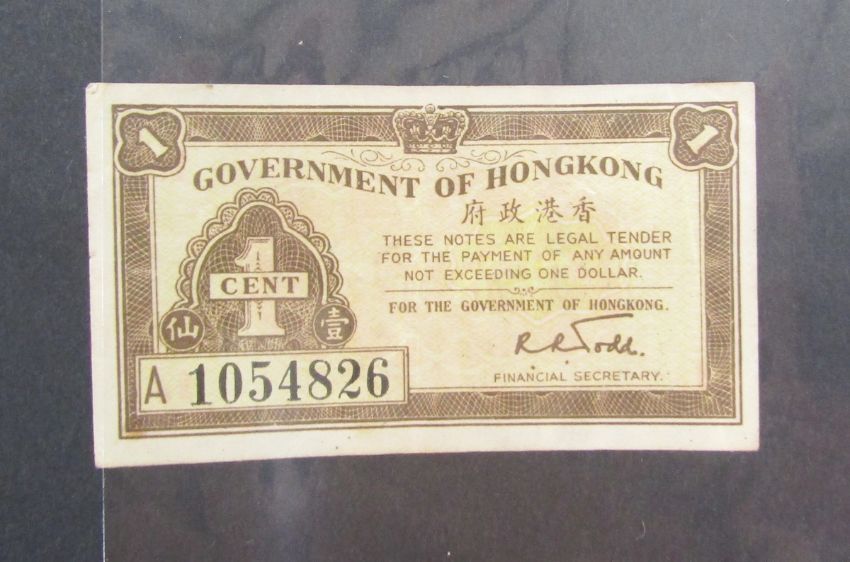 1 1
GOVERNMENT OF HONGKONG
府政港香
THESE NOTES ARE LEGAL TENDER
FOR THE PAYMENT OF ANY AMOUNT
NOT EXCEEDING ONE DOLLAR.
FOR THE GOVERNMENT OF HONGKONG.
R.R. Todd.
FINANCIAL SECRETARY.
1
CENT
仙 壹
A 1054826